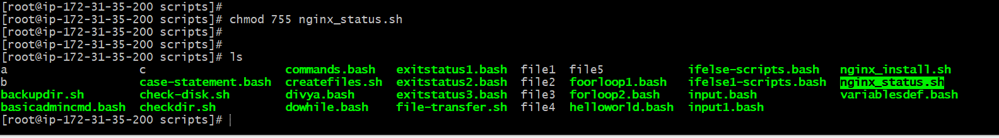 [root@ip-172-31-35-200 scripts]#
[root@ip-172-31-35-200 scripts]# chmod 755 nginx_status.sh
[root@ip-172-31-35-200 scripts]#
[root@ip-172-31-35-200 scripts]#
[root@ip-172-31-35-200 scripts]# ls
a                   c                    commands.bash   exitstatus1.bash  file1  file5            ifelse-scripts.bash   nginx_install.sh
b                   case-statement.bash  createfiles.sh  exitstatus2.bash  file2  foorloop1.bash   ifelse1-scripts.bash  nginx_status.sh
backupdir.sh        check-disk.sh        divya.bash      exitstatus3.bash  file3  forloop2.bash    input.bash            variablesdef.bash
basicadmincmd.bash  checkdir.sh          dowhile.bash    file-transfer.sh  file4  helloworld.bash  input1.bash
[root@ip-172-31-35-200 scripts]#